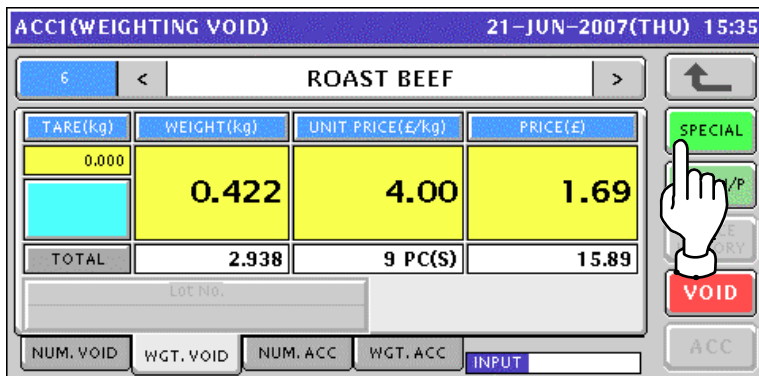 ACC1(WEIGHTING VOID) 21-JUN-2007(THU) 15:35
6 < ROAST BEEF >
TARE(kg) WEIGHT(kg) UNIT PRICE(£/kg) PRICE(£)
SPECIAL
0.000
0.422 4.00 1.69
/P
TOTAL 2.938 9 PC(S) 15.89
Lot No.
VOID
NUM. VOID WGT. VOID NUM. ACC WGT. ACC INPUT
ACC